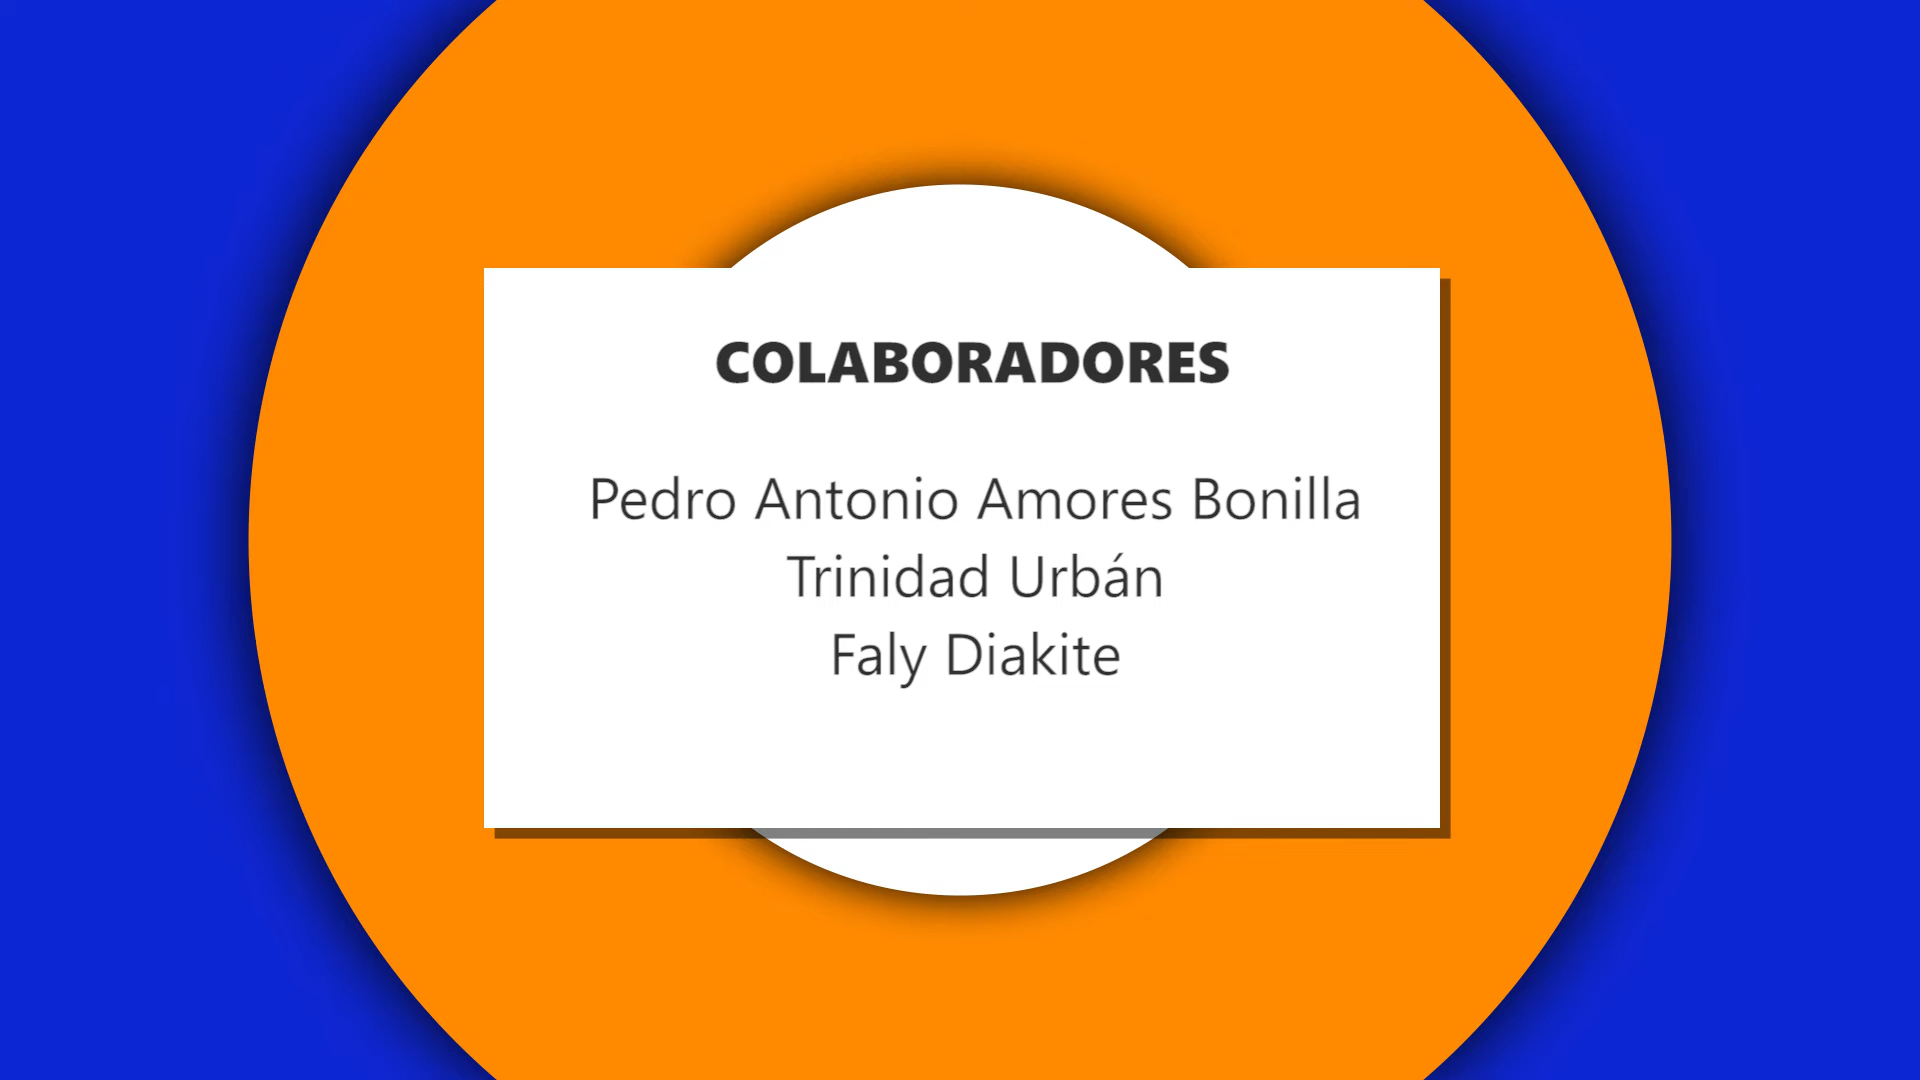 COLABORADORES
Pedro Antonio Amores Bonilla
Trinidad Urbán
Faly Diakite